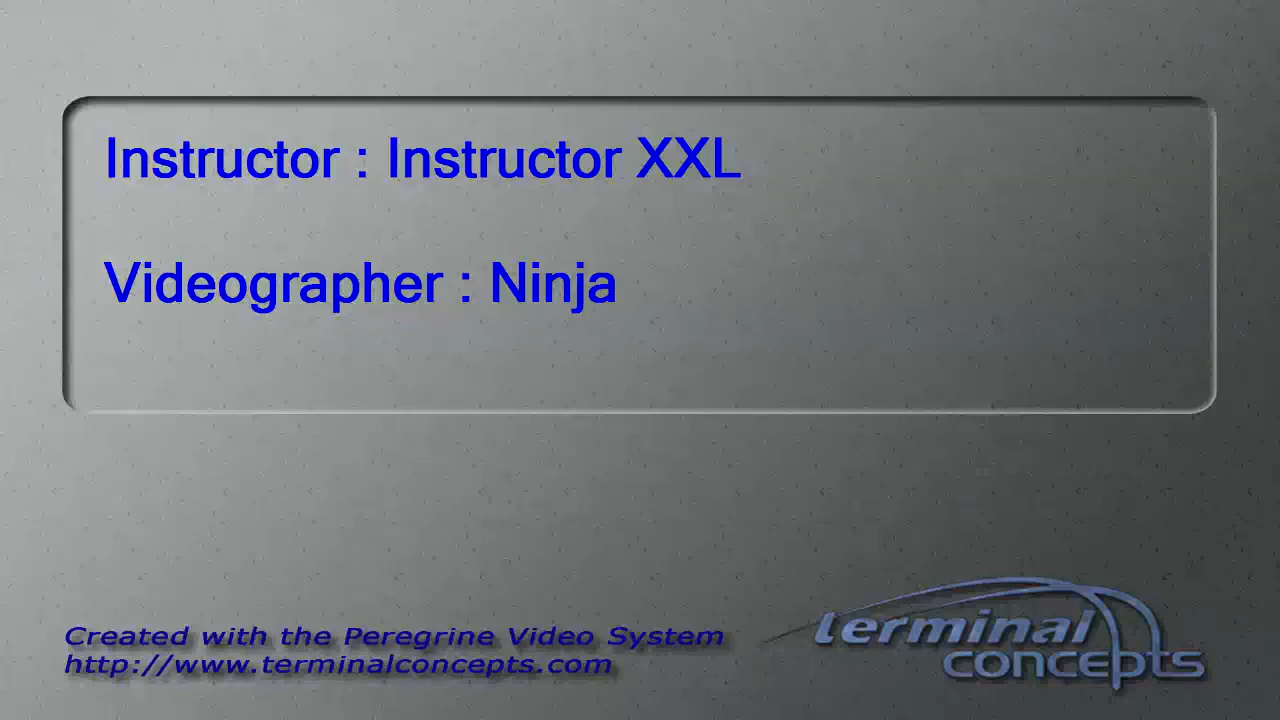 Instructor : Instructor XXL
Videographer : Ninja
Created with the Peregrine Video System
http://www.terminalconcepts.com
terminal
concepts